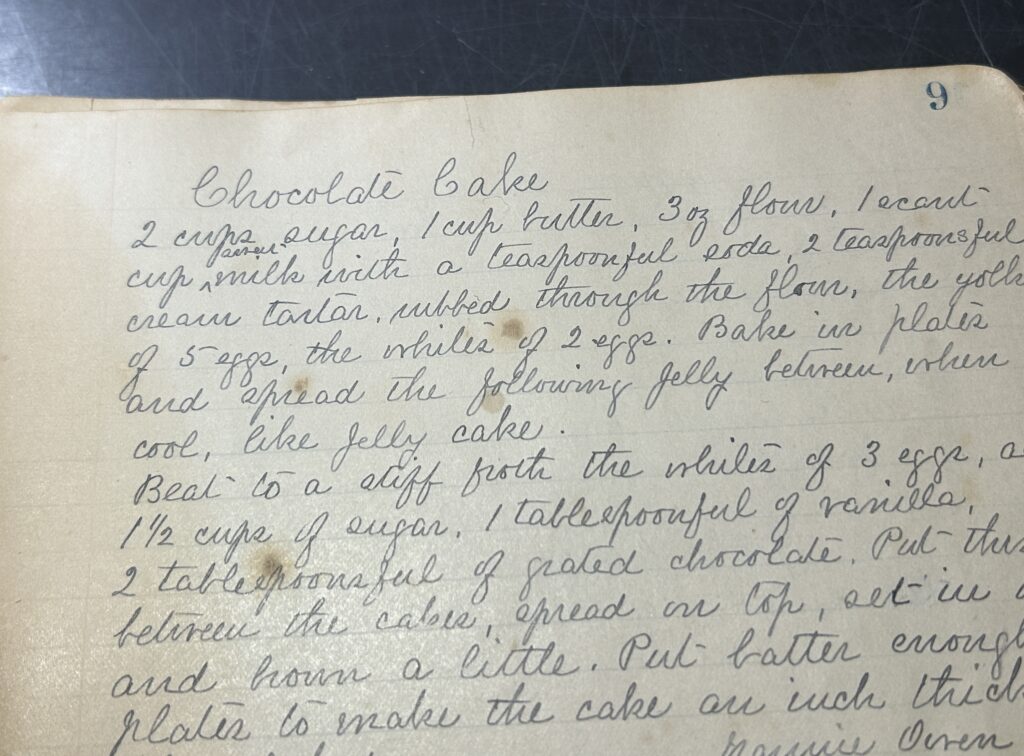 9
Chocolate Cake
2 cups sugar, 1 cup butter, 3 oz flour, 1 scant
cup ^ milk with a teaspoonful soda, 2 teaspoonsful
cream tartar, rubbed through the flour, the yolk
of 5 eggs, the whites of 2 eggs. Bake in plates
and spread the following Jelly between, when
cool, like Jelly cake.
Beat to a stiff froth the whites of 3 eggs, a
1 1/2 cups of sugar, 1 tablespoonful of vanilla,
2 tablespoonsful of grated chocolate. Put this
between the cakes, spread on top, set in
and brown a little. Put batter enough
plates to make the cake an inch thick
Owen